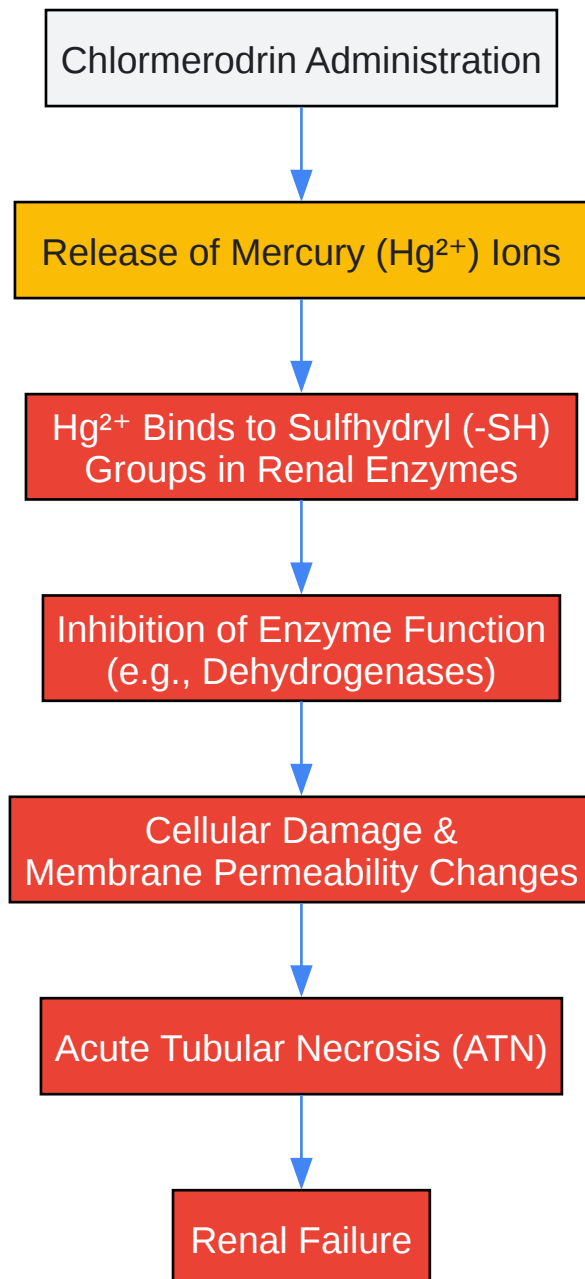 Chlormerodrin Administration
Release of Mercury (Hg²⁺) Ions
Hg²⁺ Binds to Sulfhydryl (-SH)
Groups in Renal Enzymes
Inhibition of Enzyme Function
(e.g., Dehydrogenases)
Cellular Damage &
Membrane Permeability Changes
Acute Tubular Necrosis (ATN)
Renal Failure